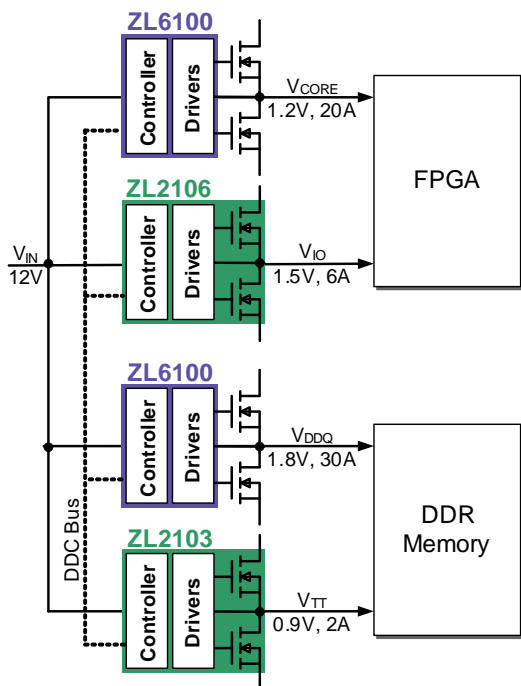 ZL6100
Controller
Drivers
VCORE
1.2V, 20A
FPGA
ZL2106
Controller
Drivers
VIN
12V
VIO
1.5V, 6A
ZL6100
Controller
Drivers
VDDQ
1.8V, 30A
DDR
Memory
DDC Bus
ZL2103
Controller
Drivers
VTT
0.9V, 2A